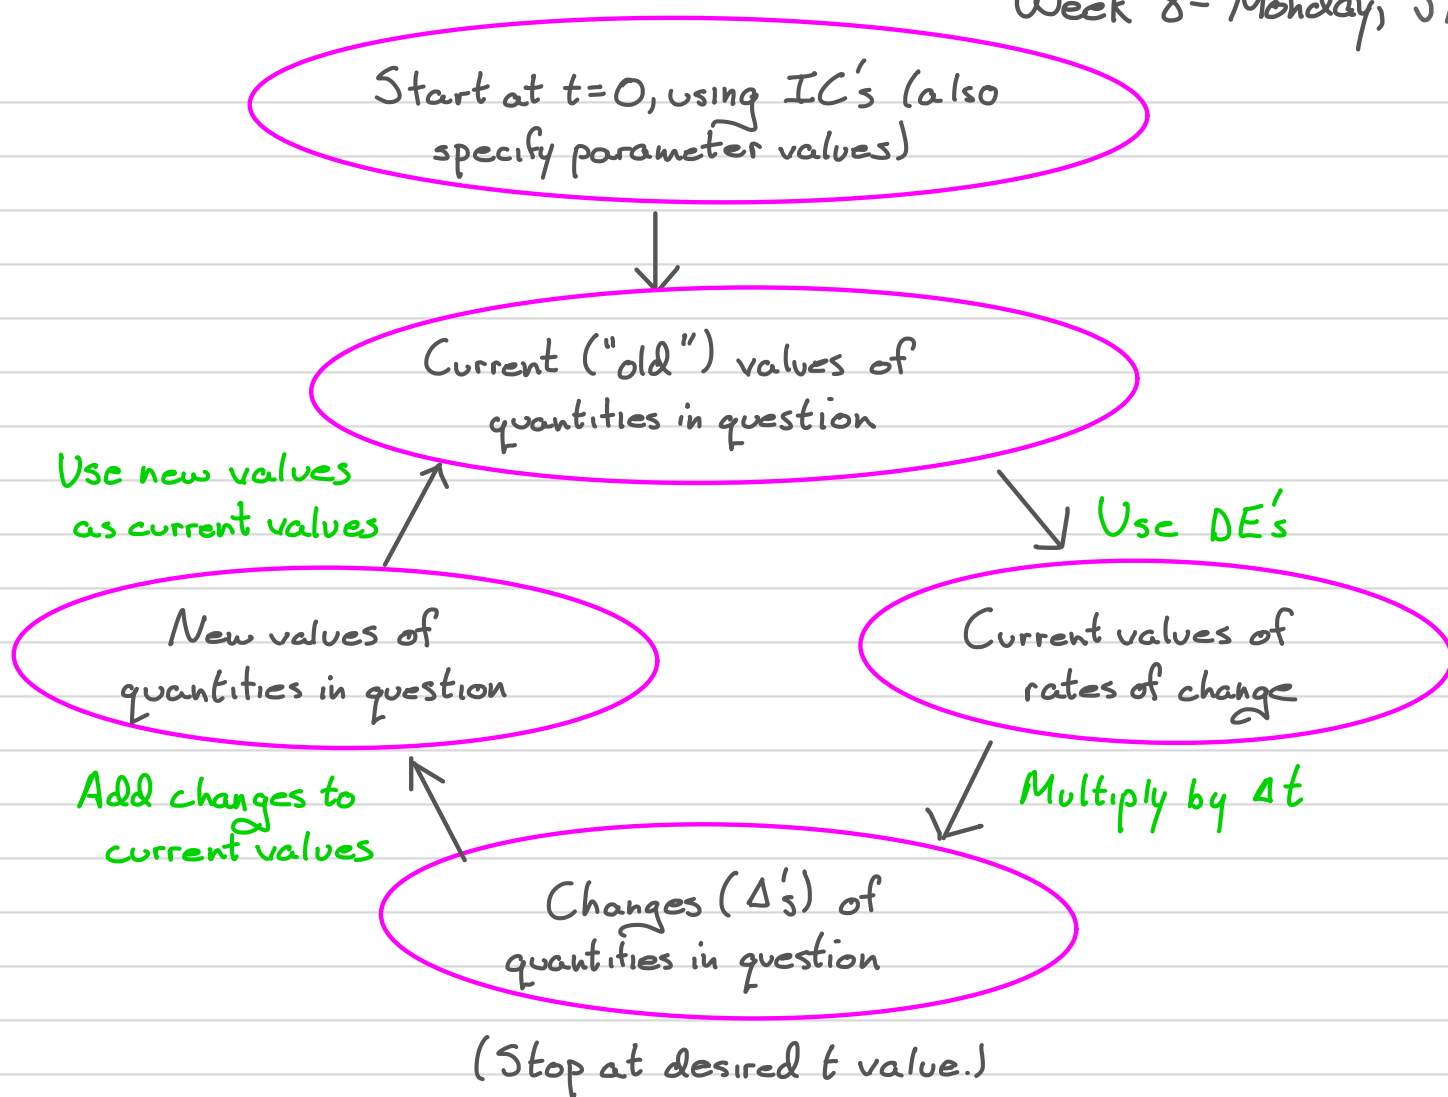 Week 8- Monday,
Start at t=0, using IC's (also
specify parameter values)
Current ("old") values of
quantities in question
Use new values
as current values
Use DE's
New values of
quantities in question
Current values of
rates of change
Add changes to
current values
Multiply by Δt
Changes (Δ's) of
quantities in question
(Stop at desired t value.)